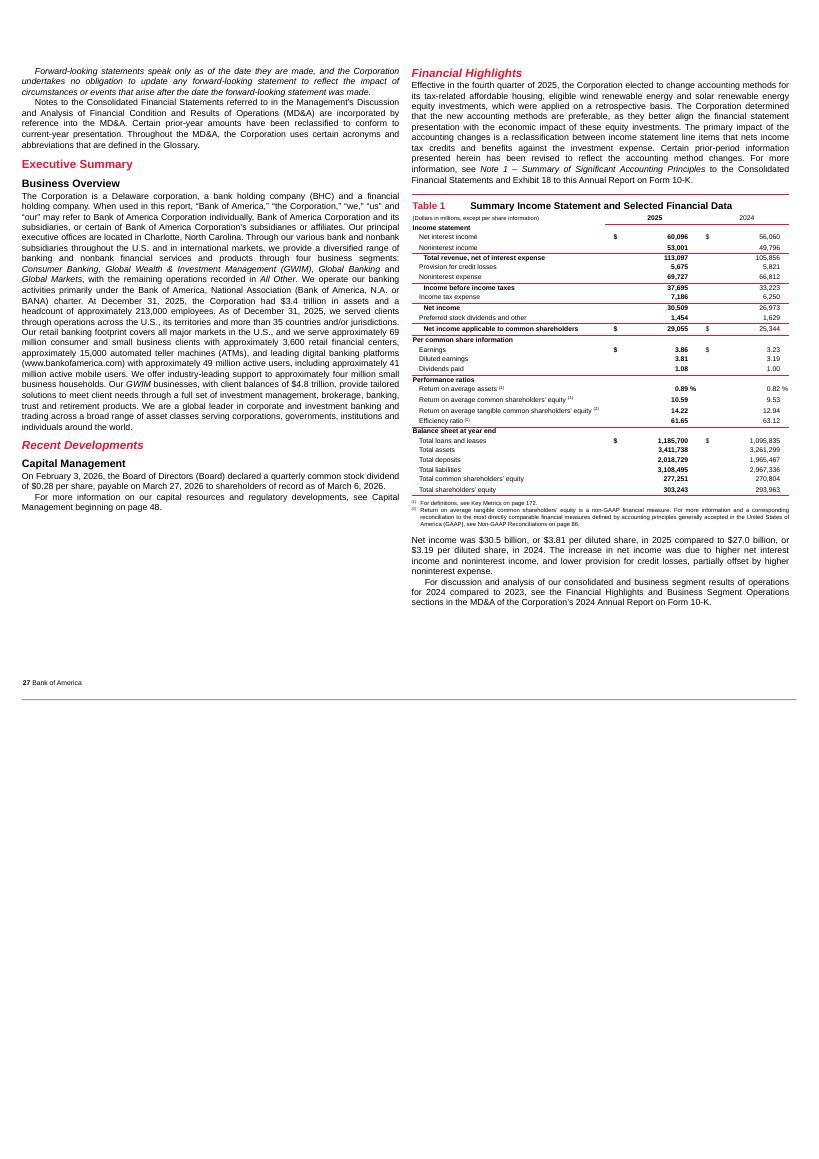 Forward-looking statements speak only as of the date they are made, and the Corporation
undertakes no obligation to update any forward-looking statement to reflect the impact of
circumstances or events that arise after the date the forward-looking statement was made.
Notes to the Consolidated Financial Statements referred to in the Management's Discussion
and Analysis of Financial Condition and Results of Operations (MD&A) are incorporated by
reference into the MD&A. Certain prior-year amounts have been reclassified to conform to
current-year presentation. Throughout the MD&A, the Corporation uses certain acronyms and
abbreviations that are defined in the Glossary.
Executive Summary
Business Overview
The Corporation is a Delaware corporation, a bank holding company (BHC) and a financial
holding company. When used in this report, “Bank of America,” “the Corporation,” “we,” “us” and
“our” may refer to Bank of America Corporation individually, Bank of America Corporation and its
subsidiaries, or certain of Bank of America Corporation’s subsidiaries or affiliates. Our principal
executive offices are located in Charlotte, North Carolina. Through our various bank and nonbank
subsidiaries throughout the U.S. and in international markets, we provide a diversified range of
banking and nonbank financial services and products through four business segments:
Consumer Banking, Global Wealth & Investment Management (GWIM), Global Banking and
Global Markets, with the remaining operations recorded in All Other. We operate our banking
activities primarily under the Bank of America, National Association (Bank of America, N.A. or
BANA) charter. At December 31, 2025, the Corporation had $3.4 trillion in assets and a
headcount of approximately 213,000 employees. As of December 31, 2025, we served clients
through operations across the U.S., its territories and more than 35 countries and/or jurisdictions.
Our retail banking footprint covers all major markets in the U.S., and we serve approximately 69
million consumer and small business clients with approximately 3,600 retail financial centers,
approximately 15,000 automated teller machines (ATMs), and leading digital banking platforms
(www.bankofamerica.com) with approximately 49 million active users, including approximately 41
million active mobile users. We offer industry-leading support to approximately four million small
business households. Our GWIM businesses, with client balances of $4.8 trillion, provide tailored
solutions to meet client needs through a full set of investment management, brokerage, banking,
trust and retirement products. We are a global leader in corporate and investment banking and
trading across a broad range of asset classes serving corporations, governments, institutions and
individuals around the world.
Recent Developments
Capital Management
On February 3, 2026, the Board of Directors (Board) declared a quarterly common stock dividend
of $0.28 per share, payable on March 27, 2026 to shareholders of record as of March 6, 2026.
For more information on our capital resources and regulatory developments, see Capital
Management beginning on page 48.
Financial Highlights
Effective in the fourth quarter of 2025, the Corporation elected to change accounting methods for
its tax-related affordable housing, eligible wind renewable energy and solar renewable energy
equity investments, which were applied on a retrospective basis. The Corporation determined
that the new accounting methods are preferable, as they better align the financial statement
presentation with the economic impact of these equity investments. The primary impact of the
accounting changes is a reclassification between income statement line items that nets income
tax credits and benefits against the investment expense. Certain prior-period information
presented herein has been revised to reflect the accounting method changes. For more
information, see Note 1 – Summary of Significant Accounting Principles to the Consolidated
Financial Statements and Exhibit 18 to this Annual Report on Form 10-K.
Table 1 Summary Income Statement and Selected Financial Data
(Dollars in millions, except per share information) 2025 2024
Income statement
Net interest income $ 60,096 $ 56,060
Noninterest income 53,001 49,796
Total revenue, net of interest expense 113,097 105,856
Provision for credit losses 5,675 5,821
Noninterest expense 69,727 66,812
Income before income taxes 37,695 33,223
Income tax expense 7,186 6,250
Net income 30,509 26,973
Preferred stock dividends and other 1,454 1,629
Net income applicable to common shareholders $ 29,055 $ 25,344
Per common share information
Earnings $ 3.86 $ 3.23
Diluted earnings 3.81 3.19
Dividends paid 1.08 1.00
Performance ratios
Return on average assets (1) 0.89 % 0.82 %
Return on average common shareholders’ equity (1) 10.59 9.53
Return on average tangible common shareholders’ equity (2) 14.22 12.94
Efficiency ratio (1) 61.65 63.12
Balance sheet at year end
Total loans and leases $ 1,185,700 $ 1,095,835
Total assets 3,411,738 3,261,299
Total deposits 2,018,729 1,965,467
Total liabilities 3,108,495 2,967,336
Total common shareholders’ equity 277,251 270,804
Total shareholders’ equity 303,243 293,963
(1) For definitions, see Key Metrics on page 172.
(2) Return on average tangible common shareholders’ equity is a non-GAAP financial measure. For more information and a corresponding
reconciliation to the most directly comparable financial measures defined by accounting principles generally accepted in the United States of
America (GAAP), see Non-GAAP Reconciliations on page 86.
Net income was $30.5 billion, or $3.81 per diluted share, in 2025 compared to $27.0 billion, or
$3.19 per diluted share, in 2024. The increase in net income was due to higher net interest
income and noninterest income, and lower provision for credit losses, partially offset by higher
noninterest expense.
For discussion and analysis of our consolidated and business segment results of operations
for 2024 compared to 2023, see the Financial Highlights and Business Segment Operations
sections in the MD&A of the Corporation’s 2024 Annual Report on Form 10-K.
27 Bank of America